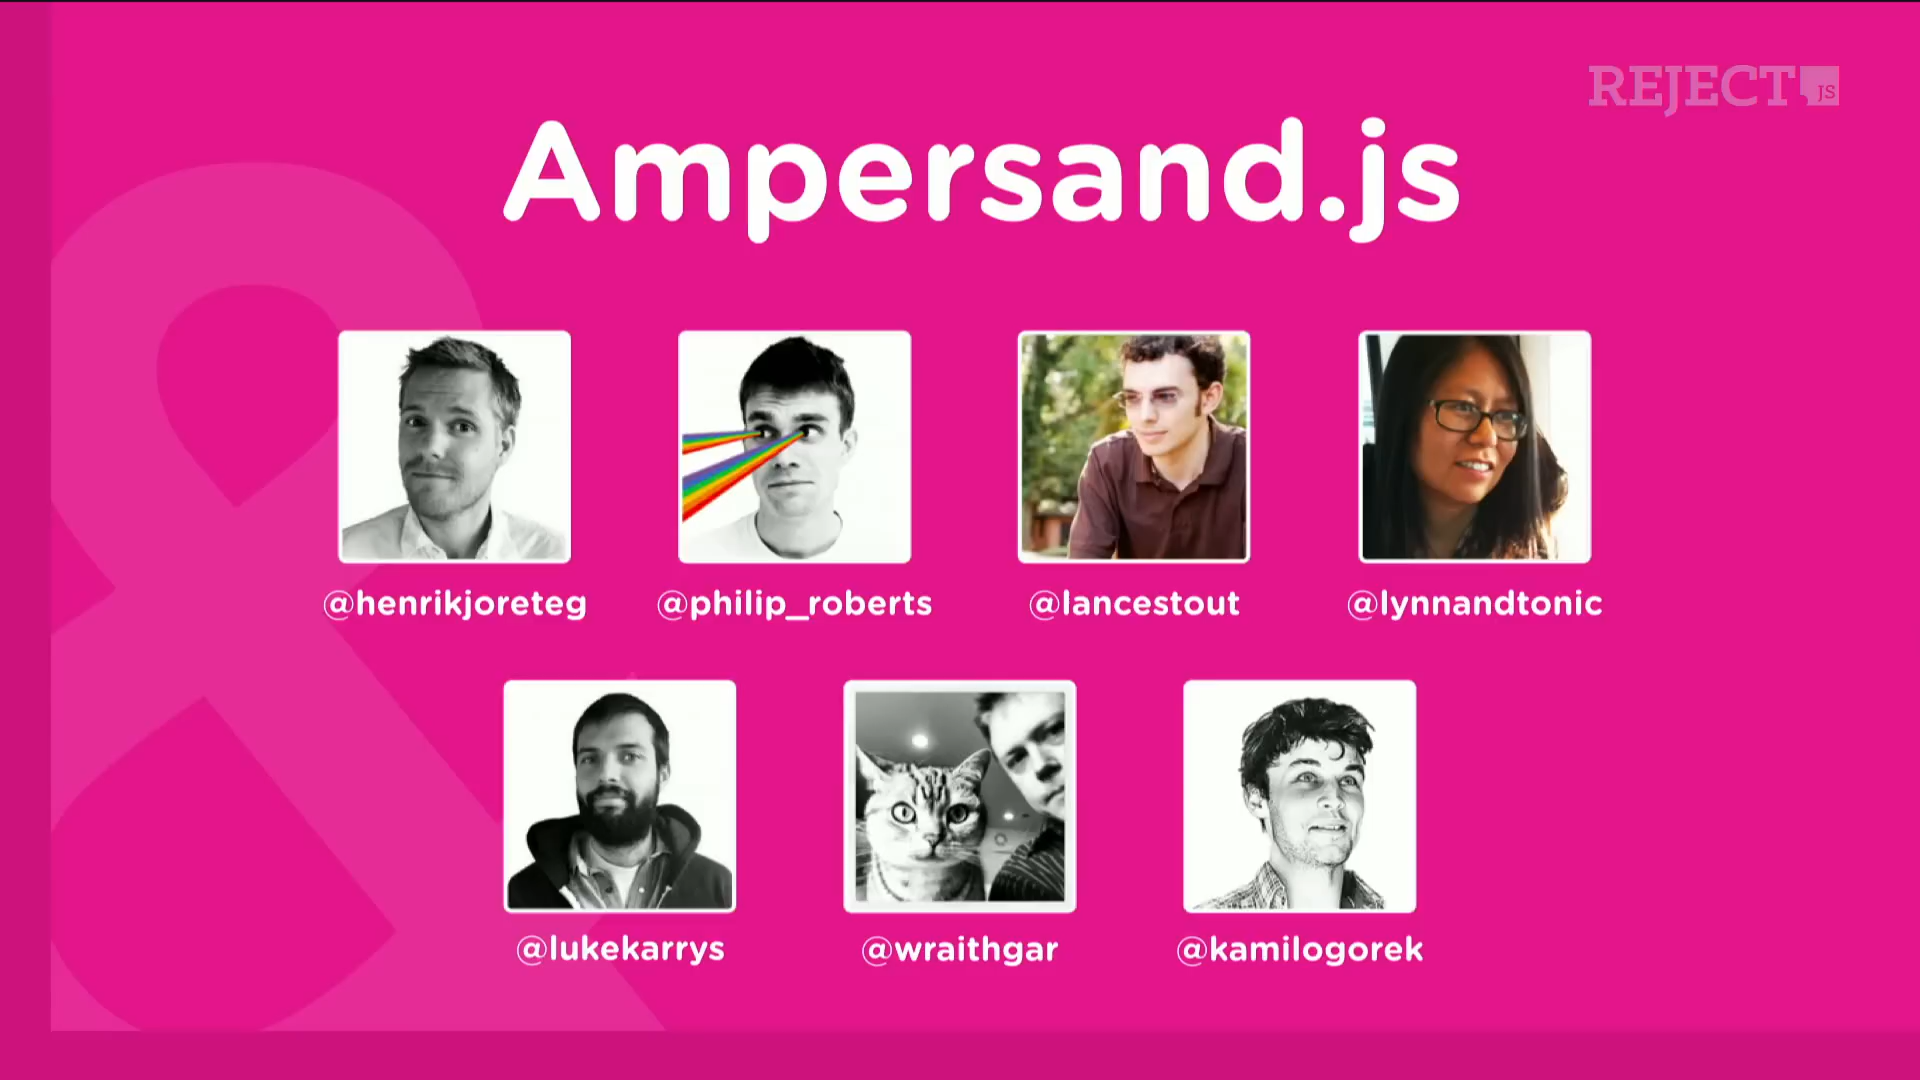 REJECT JS
Ampersand.js
@henrikjoreteg @philip_roberts @lancestout @lynnandtonic
@lukekarrys @wraithgar @kamilogorek